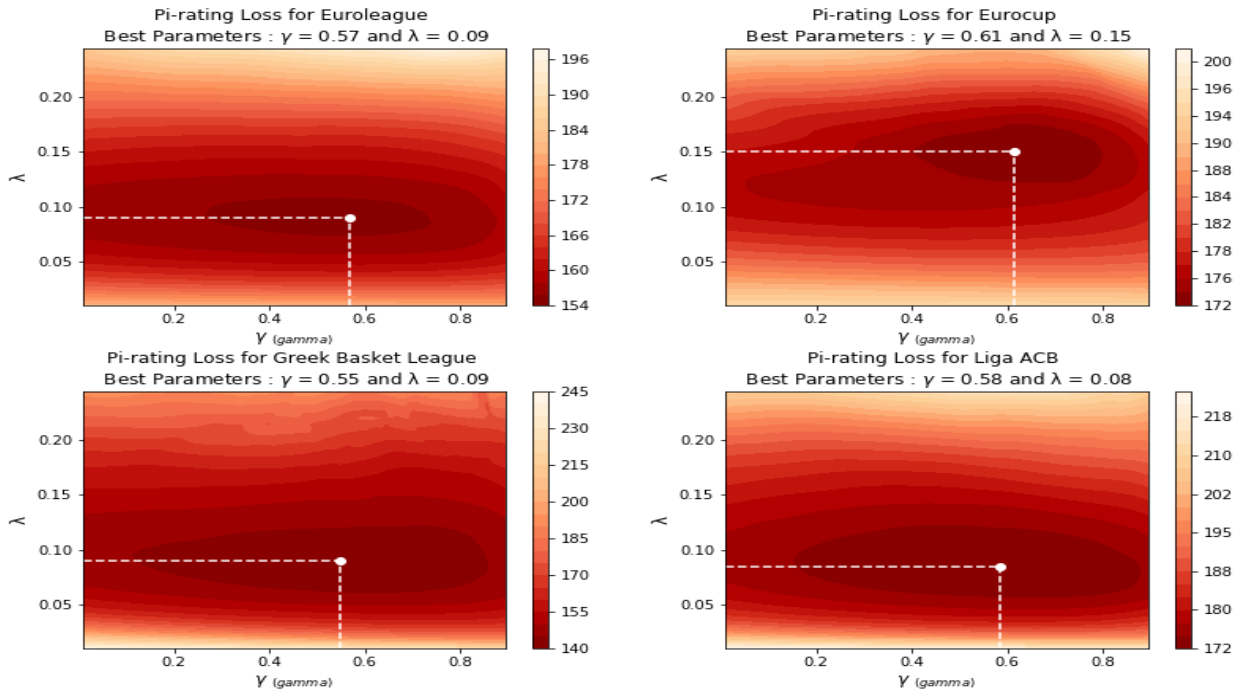 Pi-rating Loss for Euroleague
Best Parameters : γ = 0.57 and λ = 0.09
λ
0.20
0.15
0.10
0.05
0.2 0.4 0.6 0.8
γ (gamma)
196
190
184
178
172
166
160
154
Pi-rating Loss for Eurocup
Best Parameters : γ = 0.61 and λ = 0.15
λ
0.20
0.15
0.10
0.05
0.2 0.4 0.6 0.8
γ (gamma)
200
196
194
190
188
184
182
178
176
172
Pi-rating Loss for Greek Basket League
Best Parameters : γ = 0.55 and λ = 0.09
λ
0.20
0.15
0.10
0.05
0.2 0.4 0.6 0.8
γ (gamma)
245
230
215
200
185
170
155
140
Pi-rating Loss for Liga ACB
Best Parameters : γ = 0.58 and λ = 0.08
λ
0.20
0.15
0.10
0.05
0.2 0.4 0.6 0.8
γ (gamma)
218
210
202
195
188
180
172